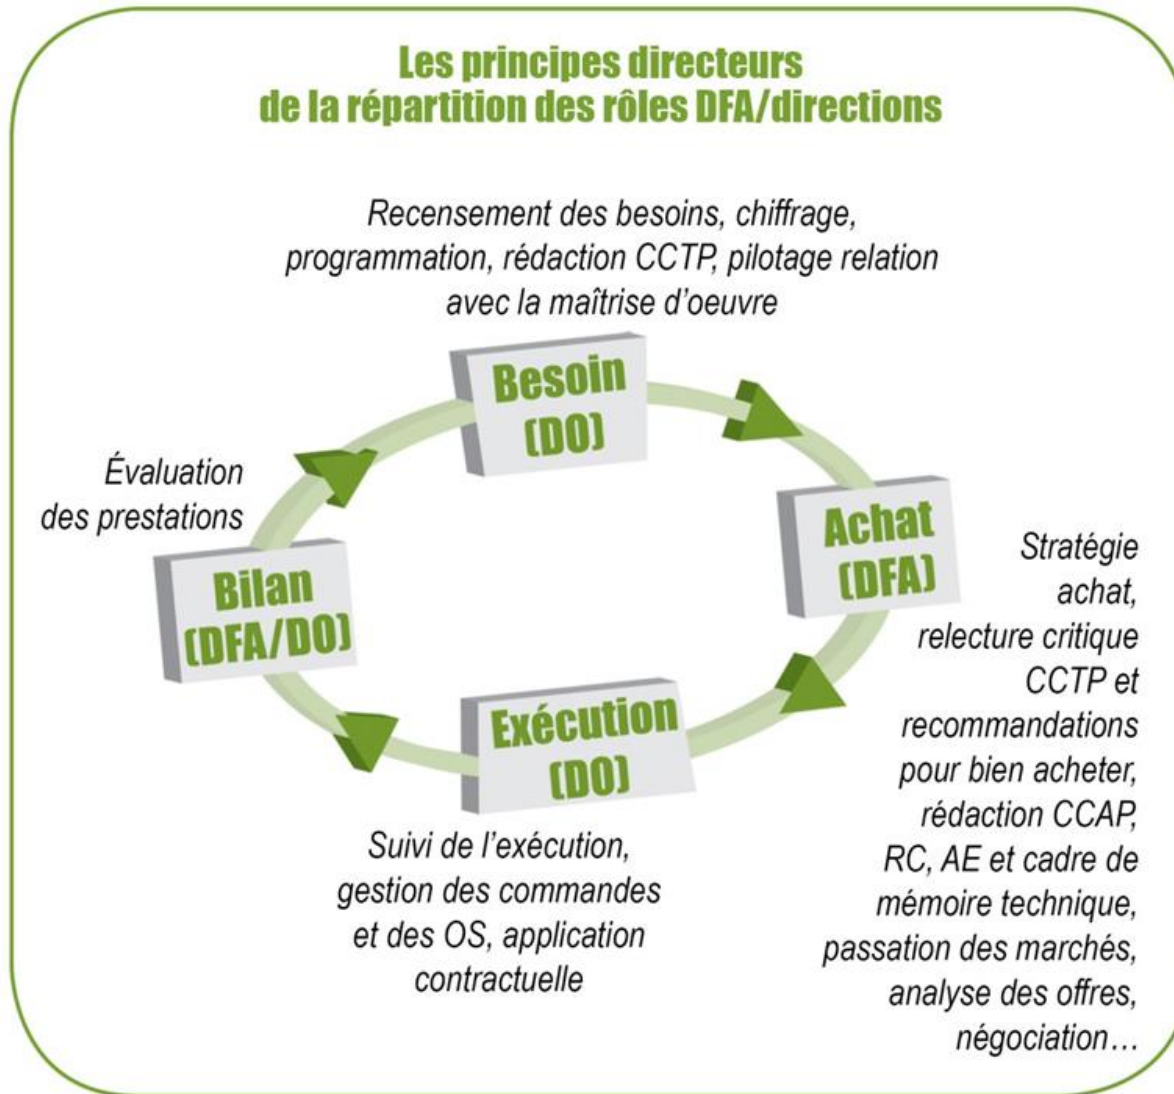 Les principes directeurs
de la répartition des rôles DFA/directions
Recensement des besoins, chiffrage,
programmation, rédaction CCTP, pilotage relation
avec la maîtrise d'oeuvre
Besoin
(DO)
Évaluation
des prestations
Achat
(DFA)
Stratégie
achat,
relecture critique
CCTP et
recommandations
pour bien acheter,
rédaction CCAP,
RC, AE et cadre de
mémoire technique,
passation des marchés,
analyse des offres,
négociation…
Bilan
(DFA/DO)
Exécution
(DO)
Suivi de l'exécution,
gestion des commandes
et des OS, application
contractuelle